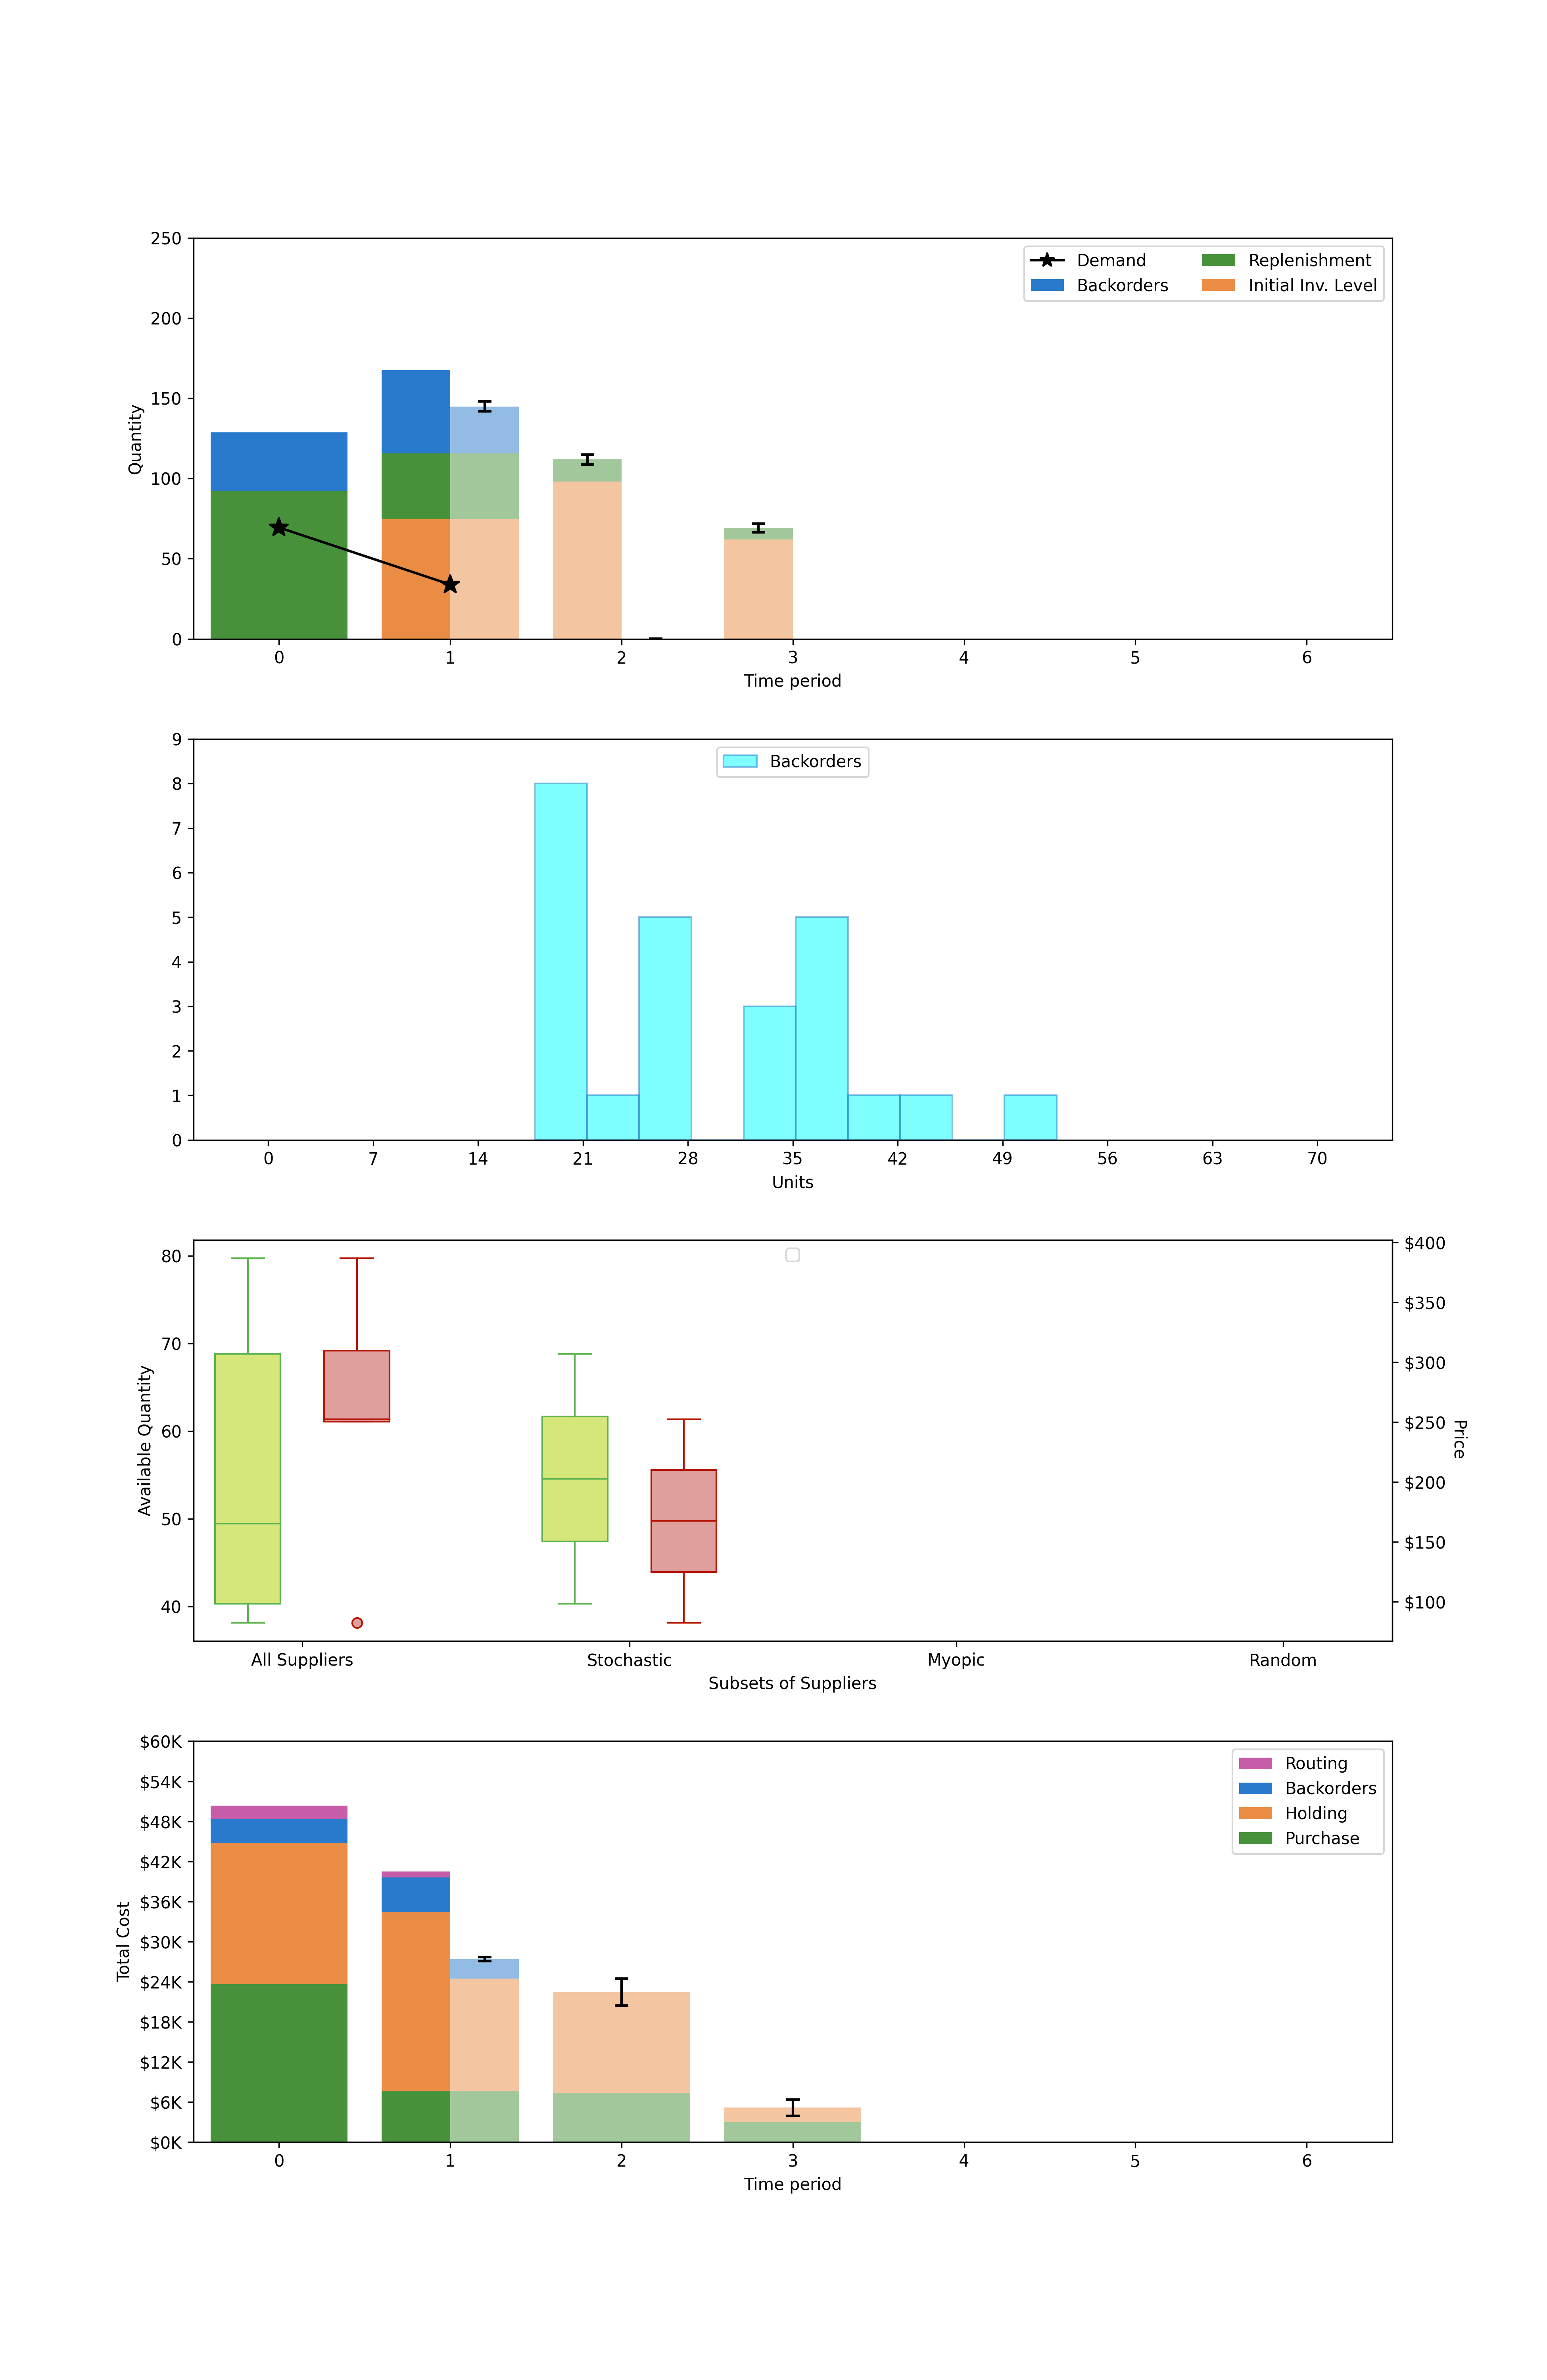 250
200
150
100
50
0
Quantity
Demand
Backorders
Replenishment
Initial Inv. Level
0 1 2 3 4 5 6
Time period
9
8
7
6
5
4
3
2
1
0
Backorders
0 7 14 21 28 35 42 49 56 63 70
Units
80
70
60
50
40
Available Quantity
$400
$350
$300
$250
$200
$150
$100
Price
All Suppliers Stochastic Myopic Random
Subsets of Suppliers
$60K
$54K
$48K
$42K
$36K
$30K
$24K
$18K
$12K
$6K
$0K
Total Cost
Routing
Backorders
Holding
Purchase
0 1 2 3 4 5 6
Time period